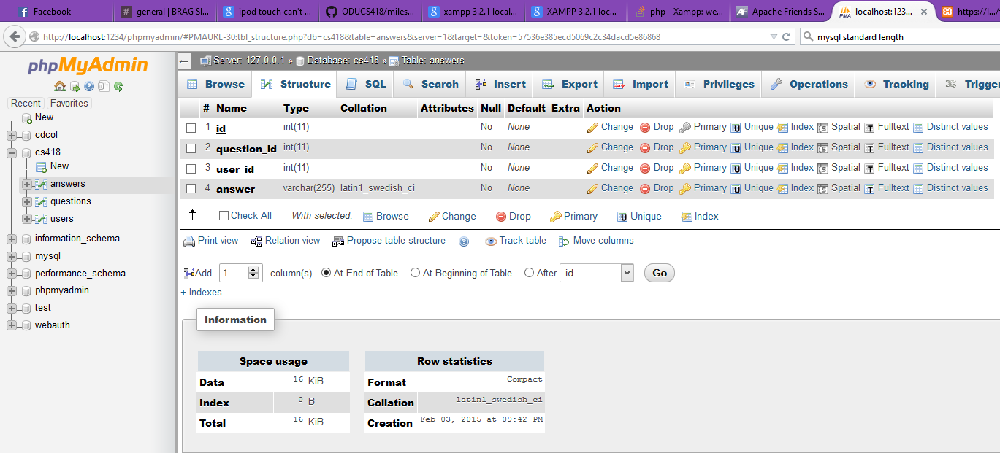 Facebook general | BRAG Sl... ipod touch can't ... ODUCS418/miles... xampp 3.2.1 local... XAMPP 3.2.1 loc... php - Xampp: we... Apache Friends S... localhost:123... https://l.../
http://localhost:1234/phpmyadmin/#PMAURL-30:tbl_structure.php?db=cs418&table=answers&server=1&target=&token=57536e385ecd5069c2c34dacd5e86868 mysql standard length
phpMyAdmin
Recent Favorites
New
cdcol
cs418
New
answers
questions
users
information_schema
mysql
performance_schema
phpmyadmin
test
webauth
Server: 127.0.0.1 » Database: cs418 » Table: answers
Browse Structure SQL Search Insert Export Import Privileges Operations Tracking Trigger
# Name Type Collation Attributes Null Default Extra Action
1 id int(11) No None Change Drop Primary Unique Index Spatial Fulltext Distinct values
2 question_id int(11) No None Change Drop Primary Unique Index Spatial Fulltext Distinct values
3 user_id int(11) No None Change Drop Primary Unique Index Spatial Fulltext Distinct values
4 answer varchar(255) latin1_swedish_ci No None Change Drop Primary Unique Index Spatial Fulltext Distinct values
Check All With selected: Browse Change Drop Primary Unique Index
Print view Relation view Propose table structure Track table Move columns
Add 1 column(s) At End of Table At Beginning of Table After id Go
+ Indexes
Information
Space usage
Data 16 KiB
Index 0 B
Total 16 KiB
Row statistics
Format Compact
Collation latin1_swedish_ci
Creation Feb 03, 2015 at 09:42 PM